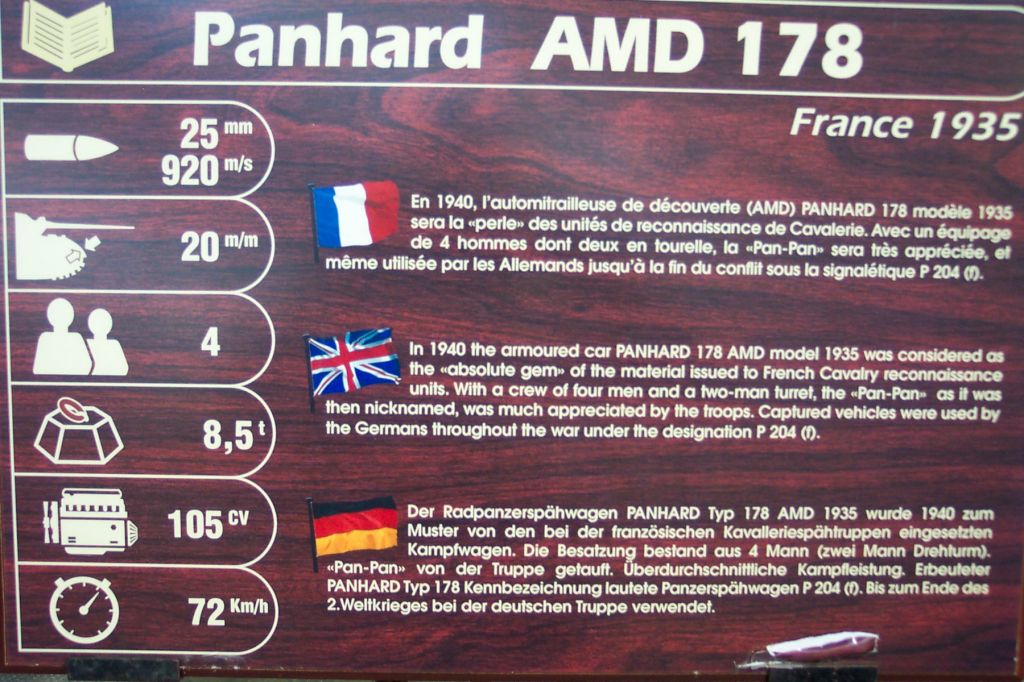 Panhard AMD 178
France 1935
25 mm
920 m/s
20 m/m
4
8,5 t
105 CV
72 Km/h
En 1940, l'automitrailleuse de découverte (AMD) PANHARD 178 modèle 1935
sera la «perle» des unités de reconnaissance de Cavalerie. Avec un équipage
de 4 hommes dont deux en tourelle, la «Pan-Pan» sera très appréciée, et
même utilisée par les Allemands jusqu'à la fin du conflit sous la signalétique P 204 (f).
In 1940 the armoured car PANHARD 178 AMD model 1935 was considered as
the «absolute gem» of the material issued to French Cavalry reconnaissance
units. With a crew of four men and a two-man turret, the «Pan-Pan» as it was
then nicknamed, was much appreciated by the troops. Captured vehicles were used by
the Germans throughout the war under the designation P 204 (f).
Der Radpanzerspähwagen PANHARD Typ 178 AMD 1935 wurde 1940 zum
Muster von den bei der französischen Kavalleriespähtruppen eingesetzten
Kampfwagen. Die Besatzung bestand aus 4 Mann (zwei Mann Drehturm).
«Pan-Pan» von der Truppe getauft. Überdurchschnittliche Kampfleistung. Erbeuteter
PANHARD Typ 178 Kennbezeichnung lautete Panzerspähwagen P 204 (f). Bis zum Ende des
2.Weltkrieges bei der deutschen Truppe verwendet.